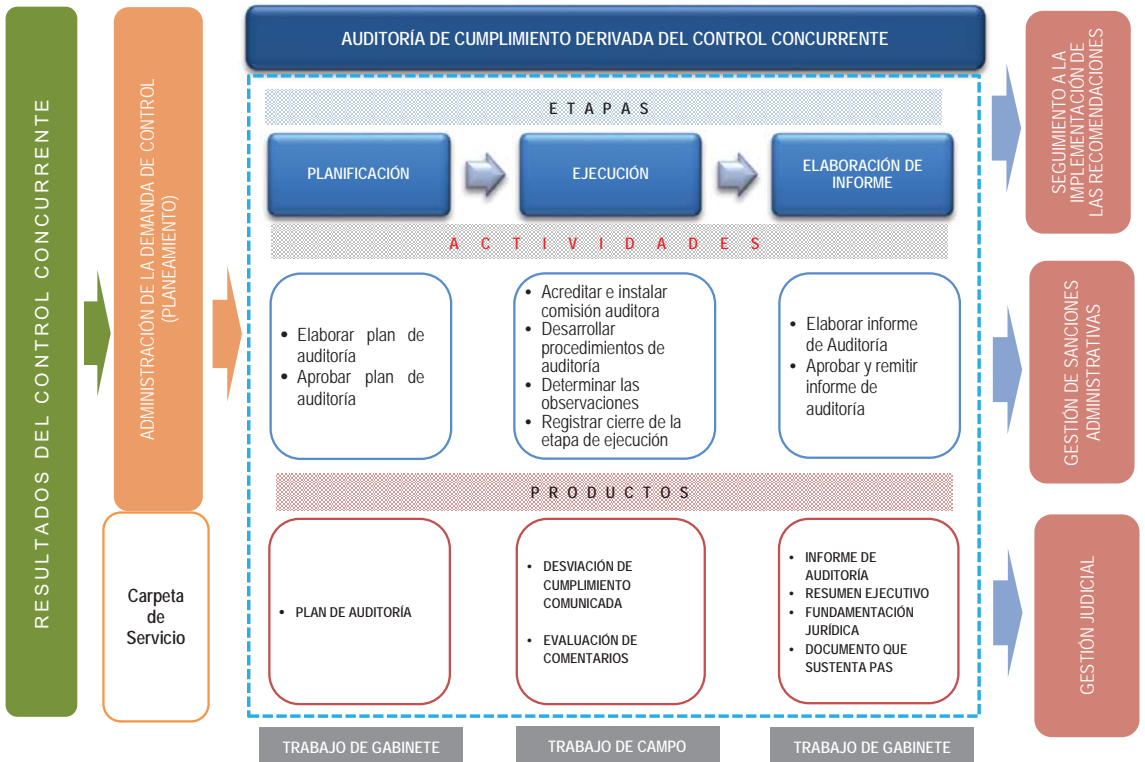 RESULTADOS DEL CONTROL CONCURRENTE
ADMINISTRACIÓN DE LA DEMANDA DE CONTROL
(PLANEAMIENTO)
Carpeta
de
Servicio
AUDITORÍA DE CUMPLIMIENTO DERIVADA DEL CONTROL CONCURRENTE
ETAPAS
PLANIFICACIÓN
EJECUCIÓN
ELABORACIÓN DE
INFORME
ACTIVIDADES
• Elaborar plan de
auditoría
• Aprobar plan de
auditoría
• Acreditar e instalar
comisión auditora
• Desarrollar
procedimientos de
auditoría
• Determinar las
observaciones
• Registrar cierre de la
etapa de ejecución
• Elaborar informe
de Auditoría
• Aprobar y remitir
informe de
auditoría
PRODUCTOS
• PLAN DE AUDITORÍA
• DESVIACIÓN DE
CUMPLIMIENTO
COMUNICADA
• EVALUACIÓN DE
COMENTARIOS
• INFORME DE
AUDITORÍA
• RESUMEN EJECUTIVO
• FUNDAMENTACIÓN
JURÍDICA
• DOCUMENTO QUE
SUSTENTA PAS
TRABAJO DE GABINETE
TRABAJO DE CAMPO
TRABAJO DE GABINETE
SEGUIMIENTO A LA
IMPLEMENTACIÓN DE
LAS RECOMENDACIONES
GESTIÓN DE SANCIONES
ADMINISTRATIVAS
GESTIÓN JUDICIAL